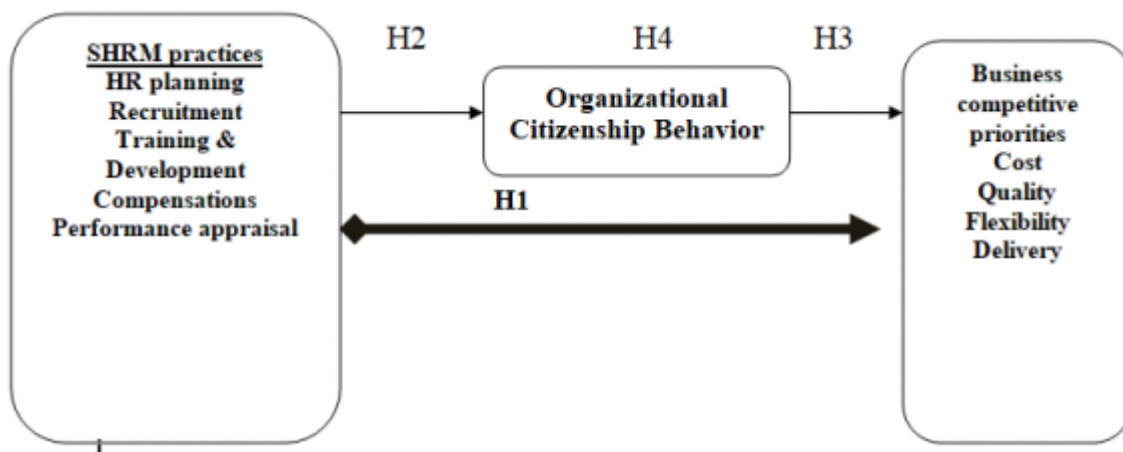 SHRM practices
HR planning
Recruitment
Training &
Development
Compensations
Performance appraisal
H2
H4
H3
Organizational
Citizenship Behavior
H1
Business
competitive
priorities
Cost
Quality
Flexibility
Delivery